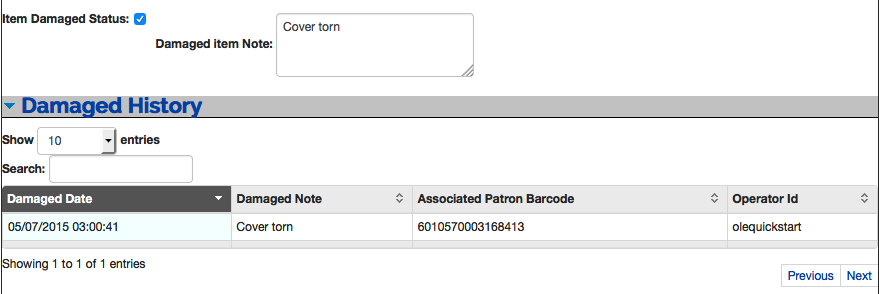 Item Damaged Status:
Damaged item Note: Cover torn
Damaged History
Show 10 entries
Search:
Damaged Date Damaged Note Associated Patron Barcode Operator Id
05/07/2015 03:00:41 Cover torn 6010570003168413 olequickstart
Showing 1 to 1 of 1 entries
Previous Next